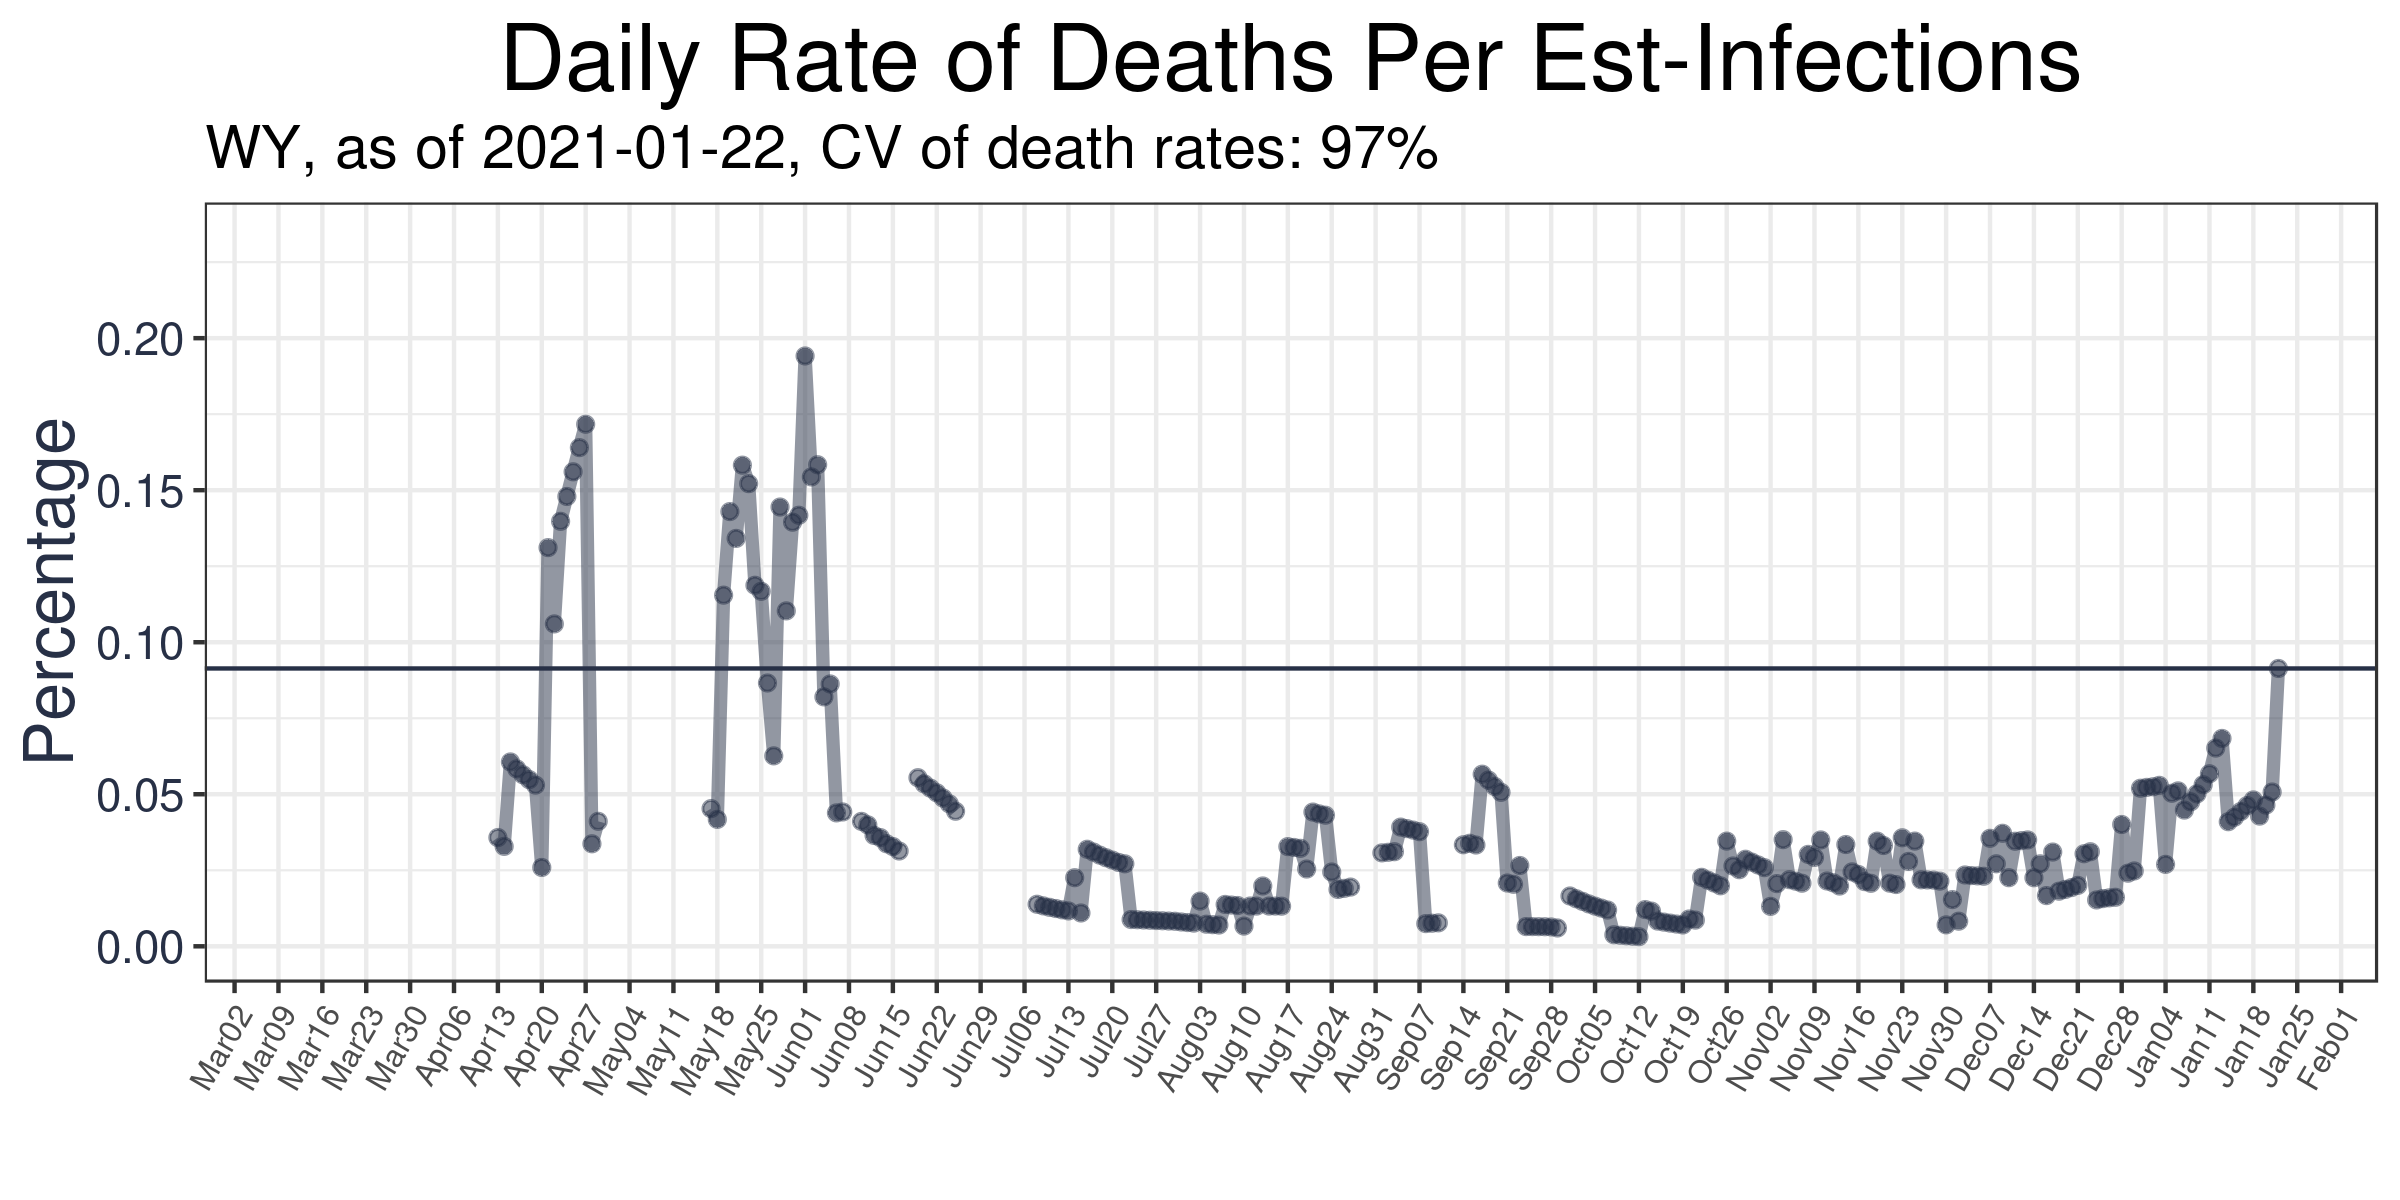 Daily Rate of Deaths Per Est-Infections
WY, as of 2021-01-22, CV of death rates: 97%
Percentage
0.20
0.15
0.10
0.05
0.00
Mar02 Mar09 Mar16 Mar23 Mar30 Apr06 Apr13 Apr20 Apr27 May04 May11 May18 May25 Jun01 Jun08 Jun15 Jun22 Jun29 Jul06 Jul13 Jul20 Jul27 Aug03 Aug10 Aug17 Aug24 Aug31 Sep07 Sep14 Sep21 Sep28 Oct05 Oct12 Oct19 Oct26 Nov02 Nov09 Nov16 Nov23 Nov30 Dec07 Dec14 Dec21 Dec28 Jan04 Jan11 Jan18 Jan25 Feb01